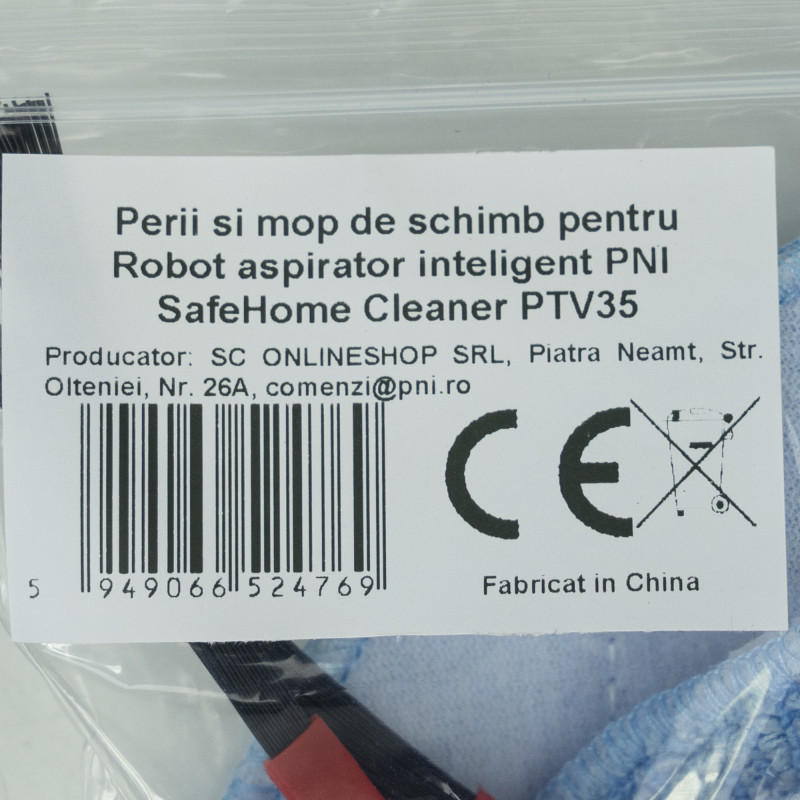 Perii si mop de schimb pentru
Robot aspirator inteligent PNI
SafeHome Cleaner PTV35
Producator: SC ONLINESHOP SRL, Piatra Neamt, Str.
Olteniei, Nr. 26A, comenzi@pni.ro
CE
5 949066 524769
Fabricat in China